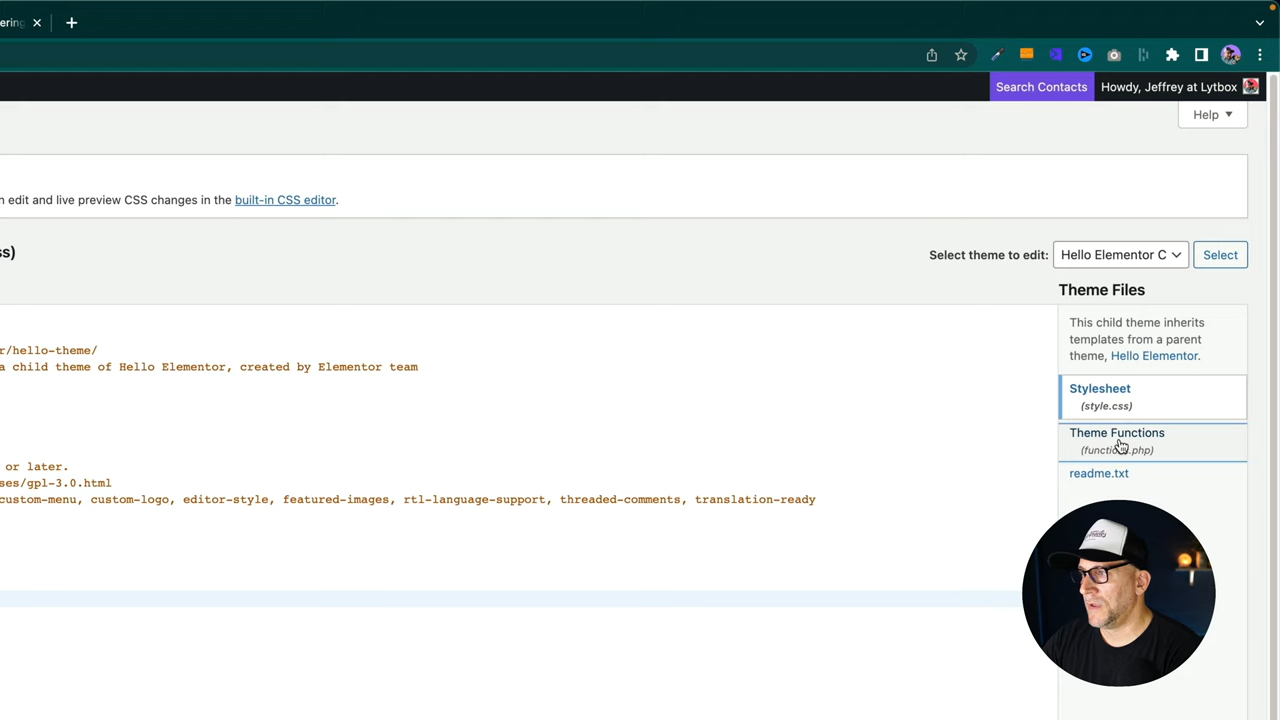 ering
Search Contacts
Howdy, Jeffrey at Lytbox
Help
n edit and live preview CSS changes in the built-in CSS editor.
ss)
Select theme to edit:
Hello Elementor C
Select
Theme Files
This child theme inherits
templates from a parent
theme, Hello Elementor.
r/hello-theme/
a child theme of Hello Elementor, created by Elementor team
Stylesheet
(style.css)
Theme Functions
(functions.php)
or later.
readme.txt
ses/gpl-3.0.html
custom-menu, custom-logo, editor-style, featured-images, rtl-language-support, threaded-comments, translation-ready